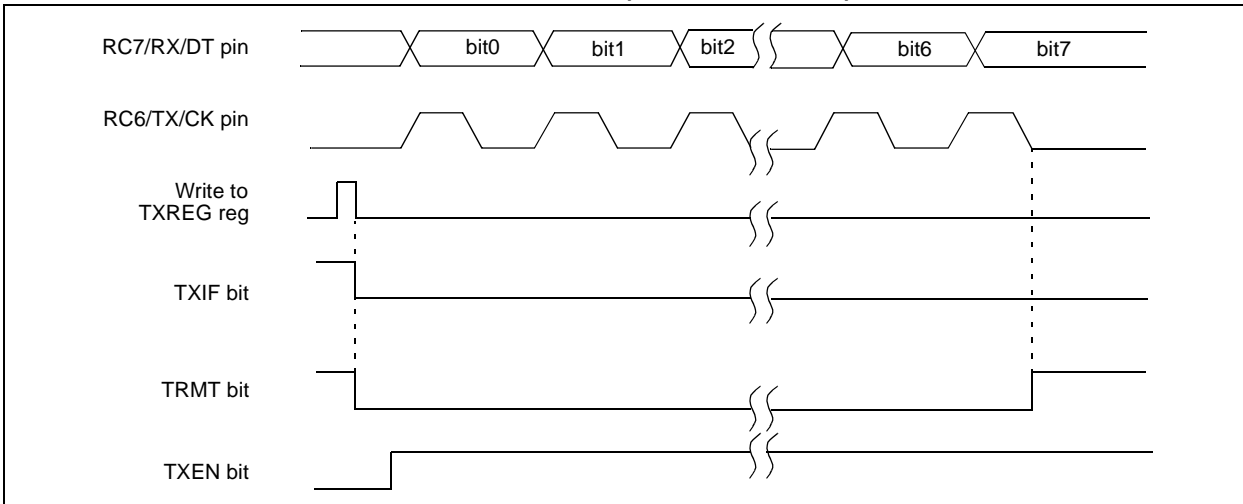 RC7/RX/DT pin
bit0
bit1
bit2
bit6
bit7
RC6/TX/CK pin
Write to
TXREG reg
TXIF bit
TRMT bit
TXEN bit